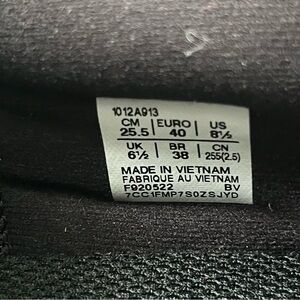 1012A913
CM | EURO | US
25.5 | 40 | 8½
UK | BR | CN
6½ | 38 | 255(2.5)
MADE IN VIETNAM
FABRIQUE AU VIETNAM
F920522 BV
7CC1FMP7S0ZSJYD